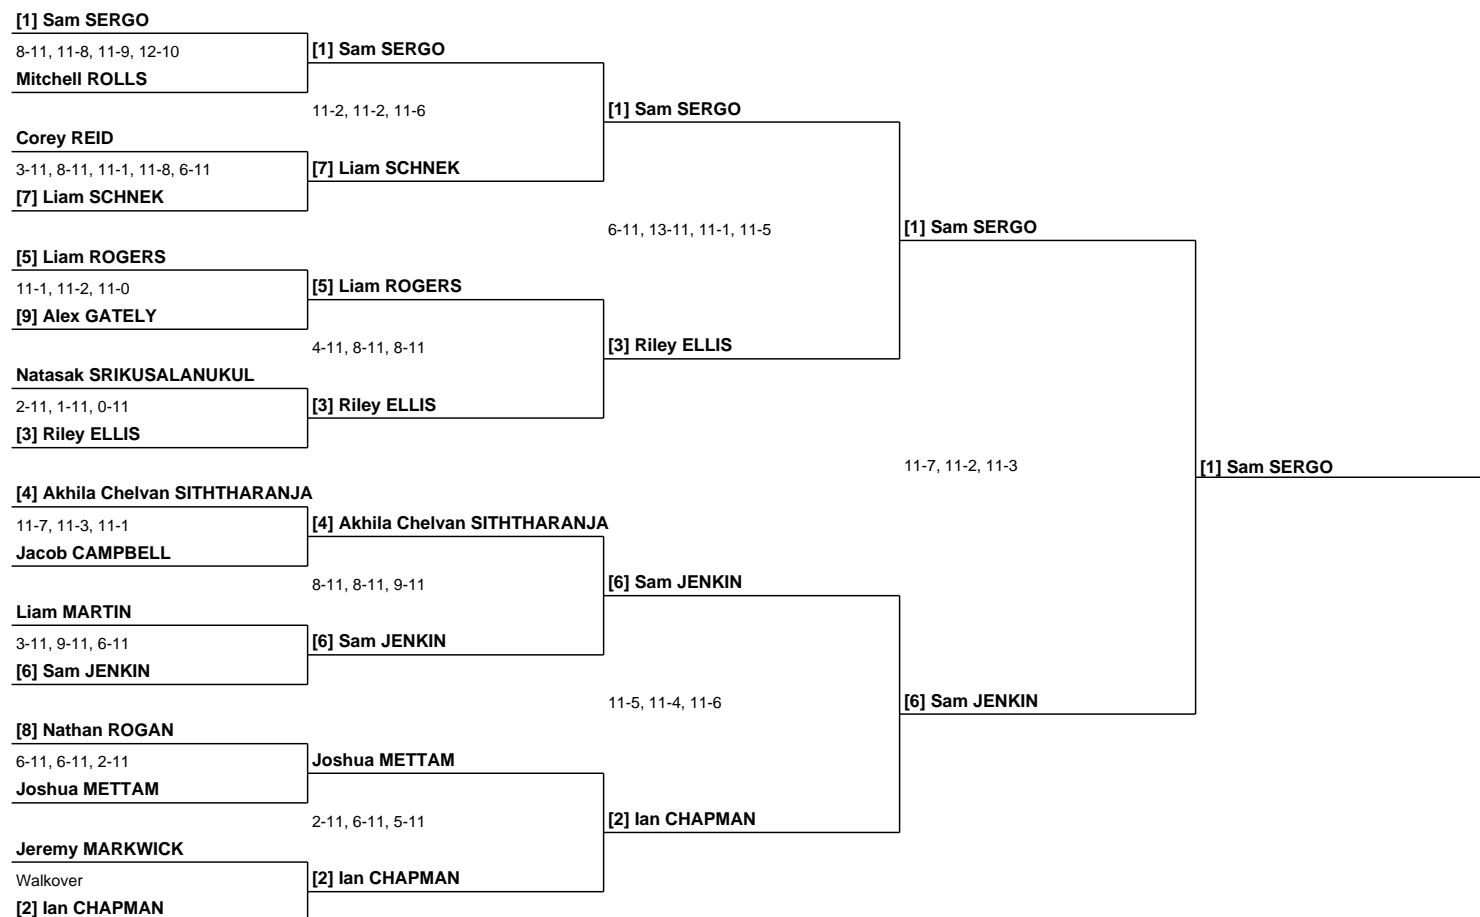 [1] Sam SERGO
8-11, 11-8, 11-9, 12-10
Mitchell ROLLS
[1] Sam SERGO
11-2, 11-2, 11-6
Corey REID
3-11, 8-11, 11-1, 11-8, 6-11
[7] Liam SCHNEK
[7] Liam SCHNEK
[1] Sam SERGO
6-11, 13-11, 11-1, 11-5
[5] Liam ROGERS
11-1, 11-2, 11-0
[9] Alex GATELY
[5] Liam ROGERS
4-11, 8-11, 8-11
Natasak SRIKUSALANUKUL
2-11, 1-11, 0-11
[3] Riley ELLIS
[3] Riley ELLIS
[3] Riley ELLIS
[1] Sam SERGO
11-7, 11-2, 11-3
[1] Sam SERGO
[4] Akhila Chelvan SITHTHARANJA
11-7, 11-3, 11-1
Jacob CAMPBELL
[4] Akhila Chelvan SITHTHARANJA
8-11, 8-11, 9-11
Liam MARTIN
3-11, 9-11, 6-11
[6] Sam JENKIN
[6] Sam JENKIN
[6] Sam JENKIN
11-5, 11-4, 11-6
[6] Sam JENKIN
[8] Nathan ROGAN
6-11, 6-11, 2-11
Joshua METTAM
Joshua METTAM
2-11, 6-11, 5-11
Jeremy MARKWICK
Walkover
[2] Ian CHAPMAN
[2] Ian CHAPMAN
[2] Ian CHAPMAN